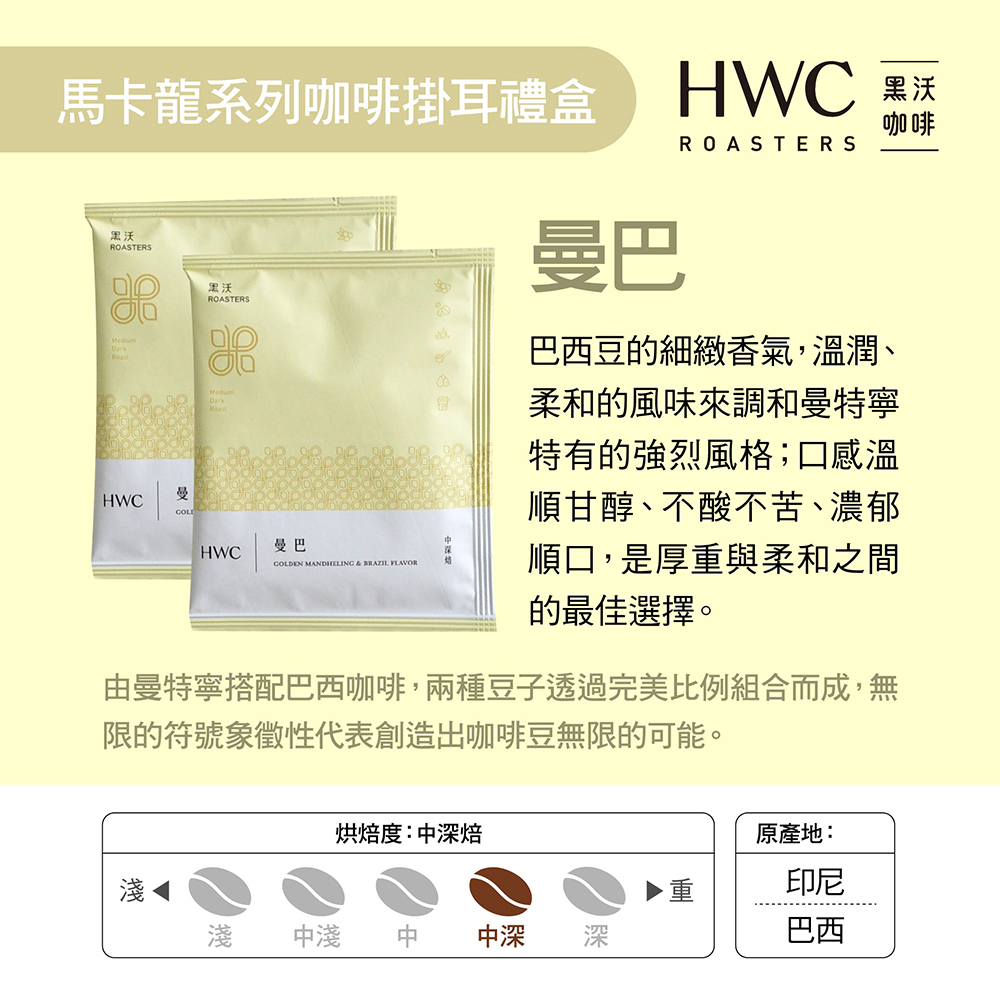 馬卡龍系列咖啡掛耳禮盒
HWC
ROASTERS
黑沃
咖啡
黑沃
ROASTERS
Medium
Dark
Roast
HWC
曼
GOLD
黑沃
ROASTERS
Medium
Dark
Roast
HWC
曼巴
GOLDEN MANDHELING & BRAZIL FLAVOR
中深焙
曼巴
巴西豆的細緻香氣,溫潤、
柔和的風味來調和曼特寧
特有的強烈風格;口感溫
順甘醇、不酸不苦、濃郁
順口,是厚重與柔和之間
的最佳選擇。
由曼特寧搭配巴西咖啡,兩種豆子透過完美比例組合而成,無
限的符號象徵性代表創造出咖啡豆無限的可能。
烘焙度:中深焙
淺 ◀ ▶ 重
淺 中淺 中 中深 深
原產地:
印尼
巴西